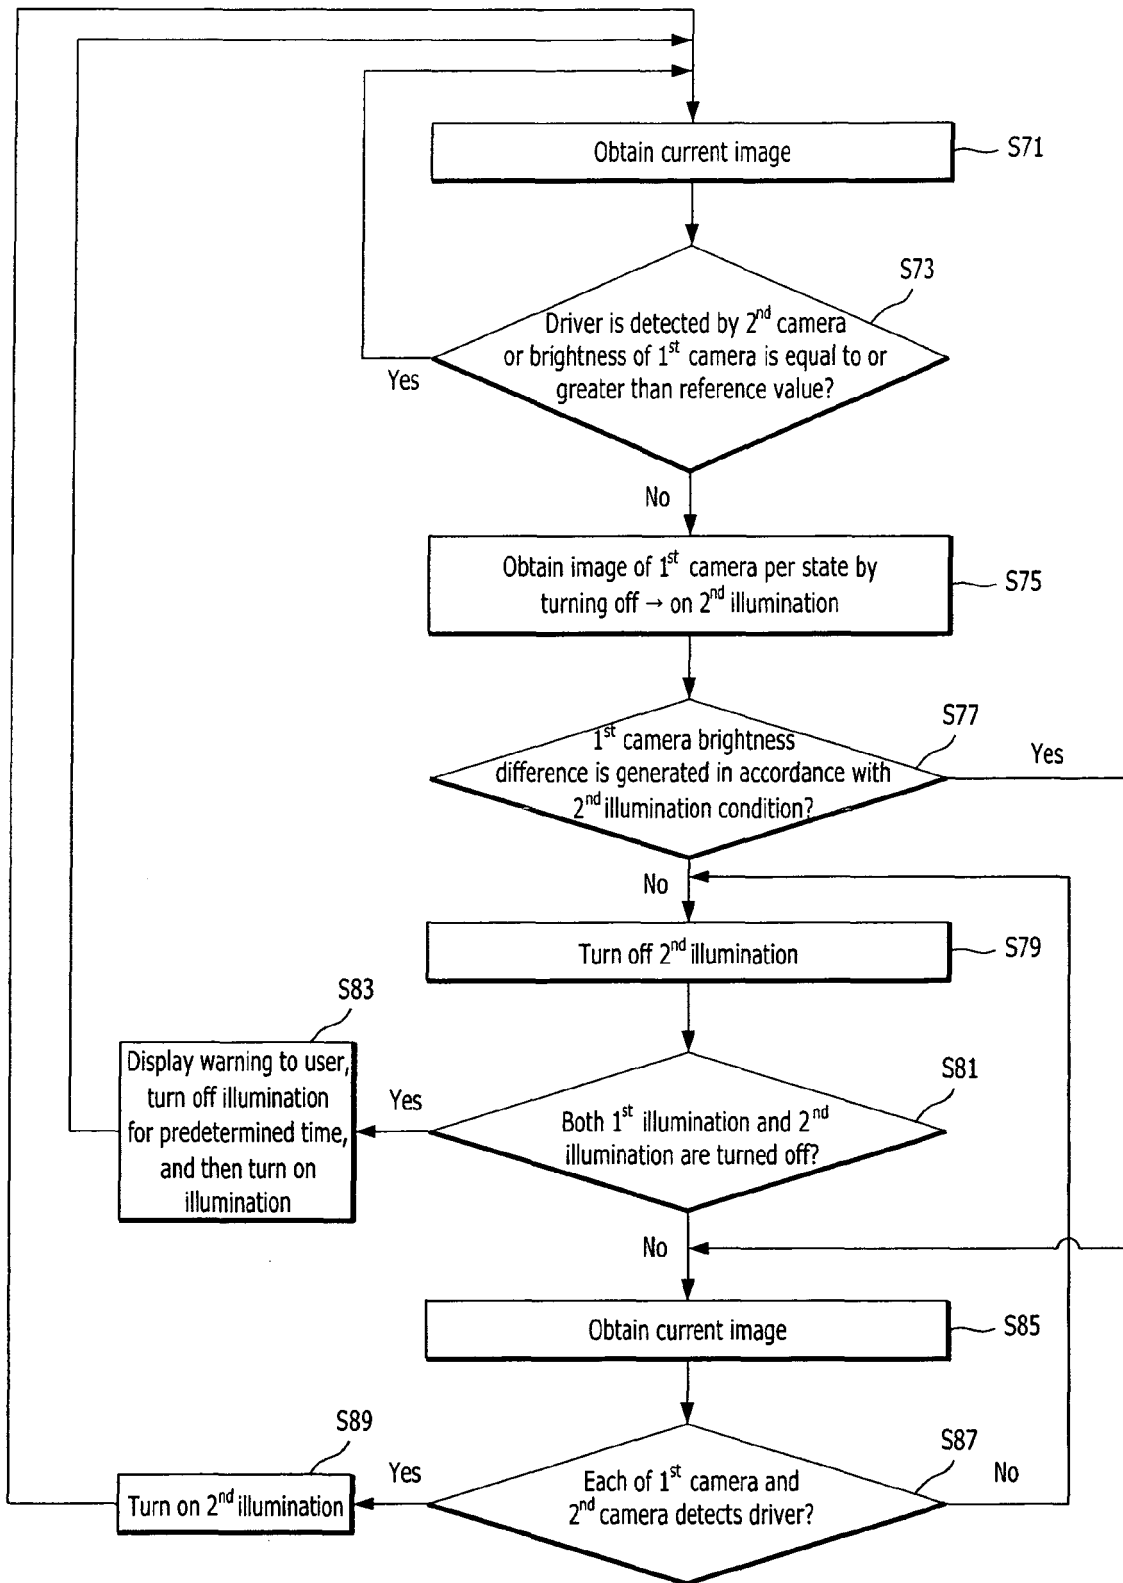 Obtain current image
S71
S73
Driver is detected by 2nd camera
or brightness of 1st camera is equal to or
greater than reference value?
Yes
No
Obtain image of 1st camera per state by
turning off → on 2nd illumination
S75
S77
1st camera brightness
difference is generated in accordance with
2nd illumination condition?
Yes
No
Turn off 2nd illumination
S79
S83
Display warning to user,
turn off illumination
for predetermined time,
and then turn on
illumination
Yes
S81
Both 1st illumination and 2nd
illumination are turned off?
No
Obtain current image
S85
S89
Turn on 2nd illumination
Yes
S87
Each of 1st camera and
2nd camera detects driver?
No